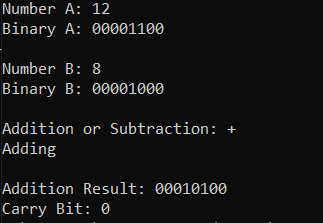 Number A: 12
Binary A: 00001100
Number B: 8
Binary B: 00001000
Addition or Subtraction: +
Adding
Addition Result: 00010100
Carry Bit: 0